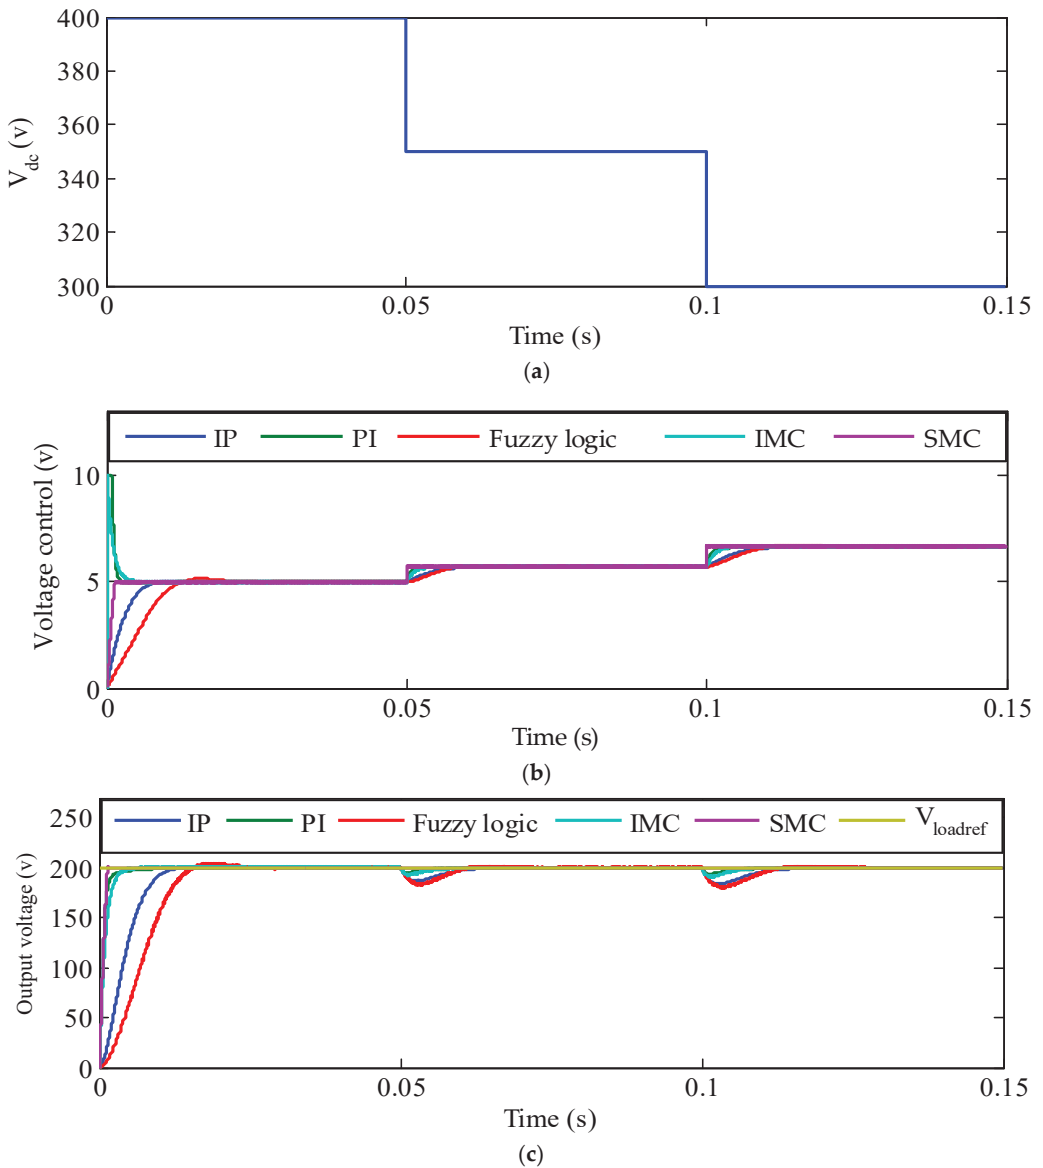 400
380
360
340
320
300
V_dc (v)
0
0.05
0.1
0.15
Time (s)
(a)
IP
PI
Fuzzy logic
IMC
SMC
10
5
0
Voltage control (v)
0
0.05
0.1
0.15
Time (s)
(b)
IP
PI
Fuzzy logic
IMC
SMC
V_loadref
250
200
150
100
50
0
Output voltage (v)
0
0.05
0.1
0.15
Time (s)
(c)